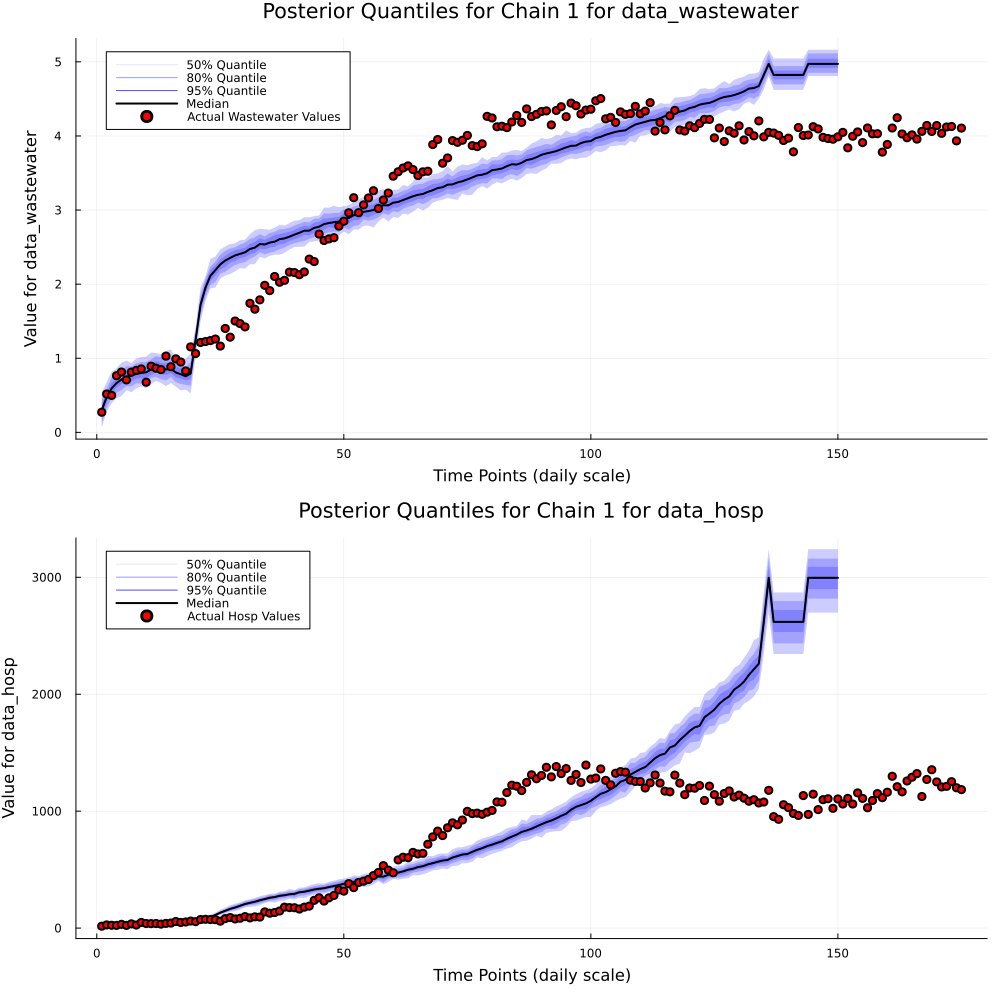 Posterior Quantiles for Chain 1 for data_wastewater
Value for data_wastewater
5
4
3
2
1
0
50% Quantile
80% Quantile
95% Quantile
Median
Actual Wastewater Values
0
50
100
150
Time Points (daily scale)
Posterior Quantiles for Chain 1 for data_hosp
Value for data_hosp
3000
2000
1000
0
50% Quantile
80% Quantile
95% Quantile
Median
Actual Hosp Values
0
50
100
150
Time Points (daily scale)